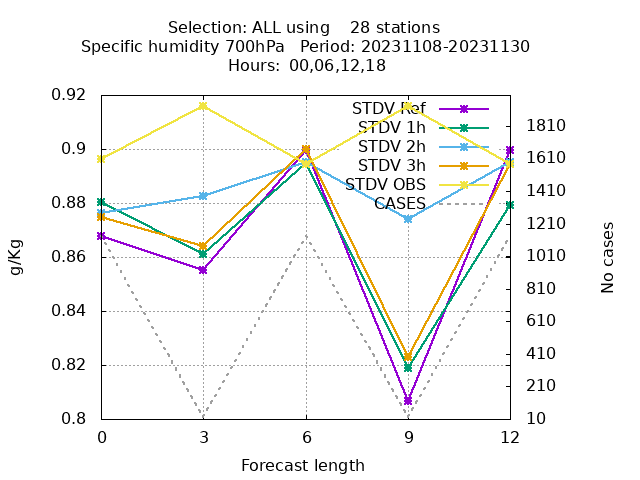 Selection: ALL using    28 stations
Specific humidity 700hPa   Period: 20231108-20231130
Hours: 00,06,12,18
0.92
0.9
0.88
0.86
0.84
0.82
0.8
g/Kg
STDV Ref
STDV 1h
STDV 2h
STDV 3h
STDV OBS
CASES
1810
1610
1410
1210
1010
810
610
410
210
10
No cases
0 3 6 9 12
Forecast length